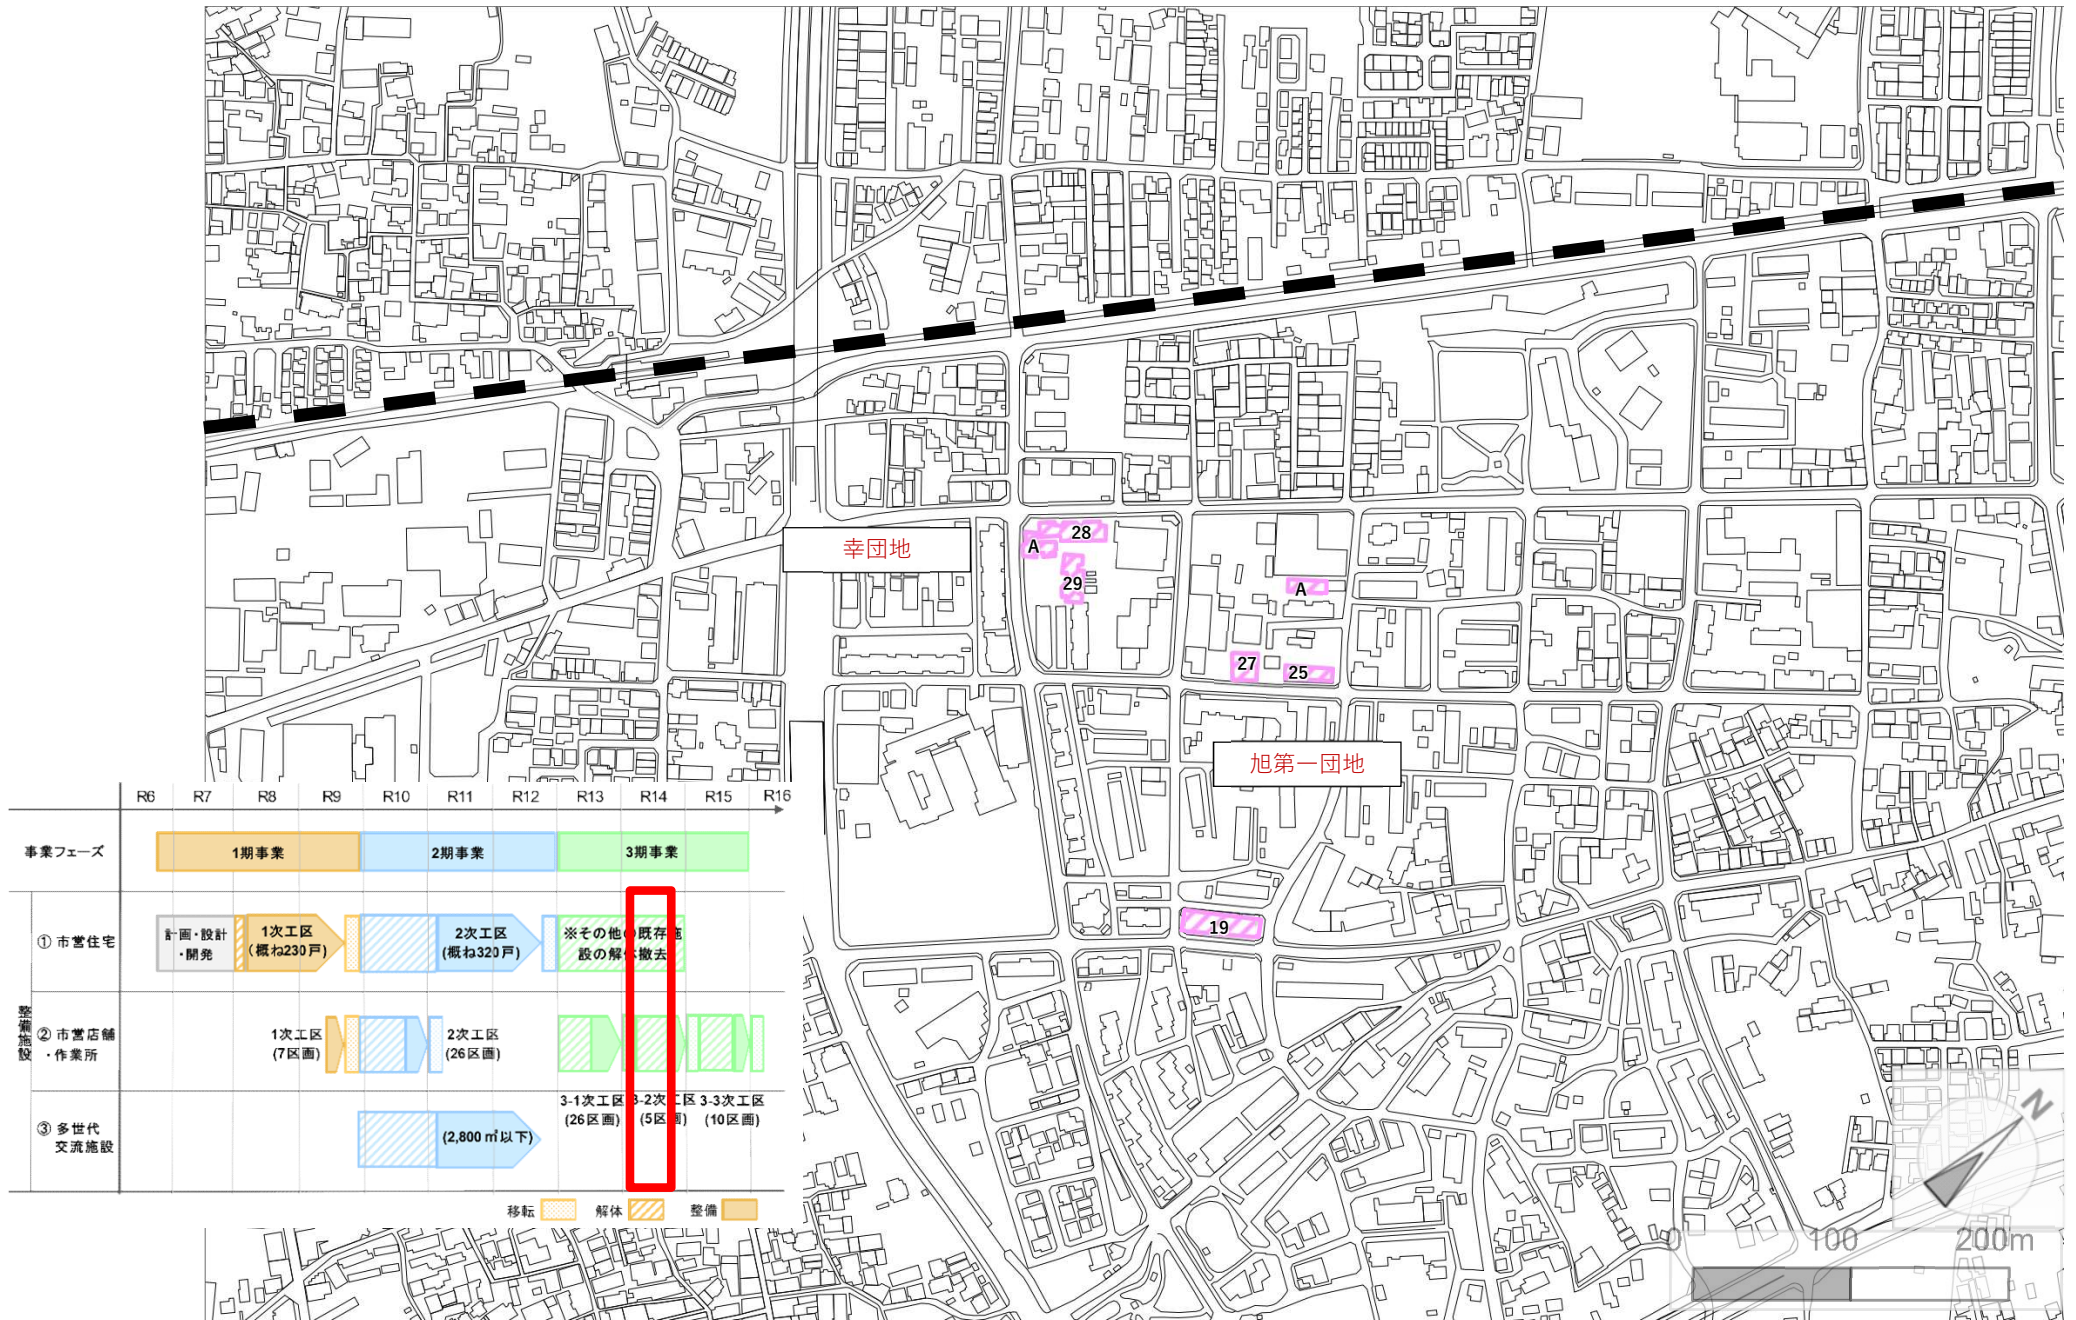 幸団地
28
A
29
A
27
25
旭第一団地
19
R6 R7 R8 R9 R10 R11 R12 R13 R14 R15 R16
事業フェーズ
1期事業
2期事業
3期事業
整備施設
① 市営住宅
計画・設計
・開発
1次工区
(概ね230戸)
2次工区
(概ね320戸)
※その他の既存施
設の解体撤去
② 市営店舗
・作業所
1次工区
(7区画)
2次工区
(26区画)
3-1次工区
(26区画)
3-2次工区
(5区画)
3-3次工区
(10区画)
③ 多世代
交流施設
(2,800㎡以下)
移転
解体
整備
N
0 100 200m